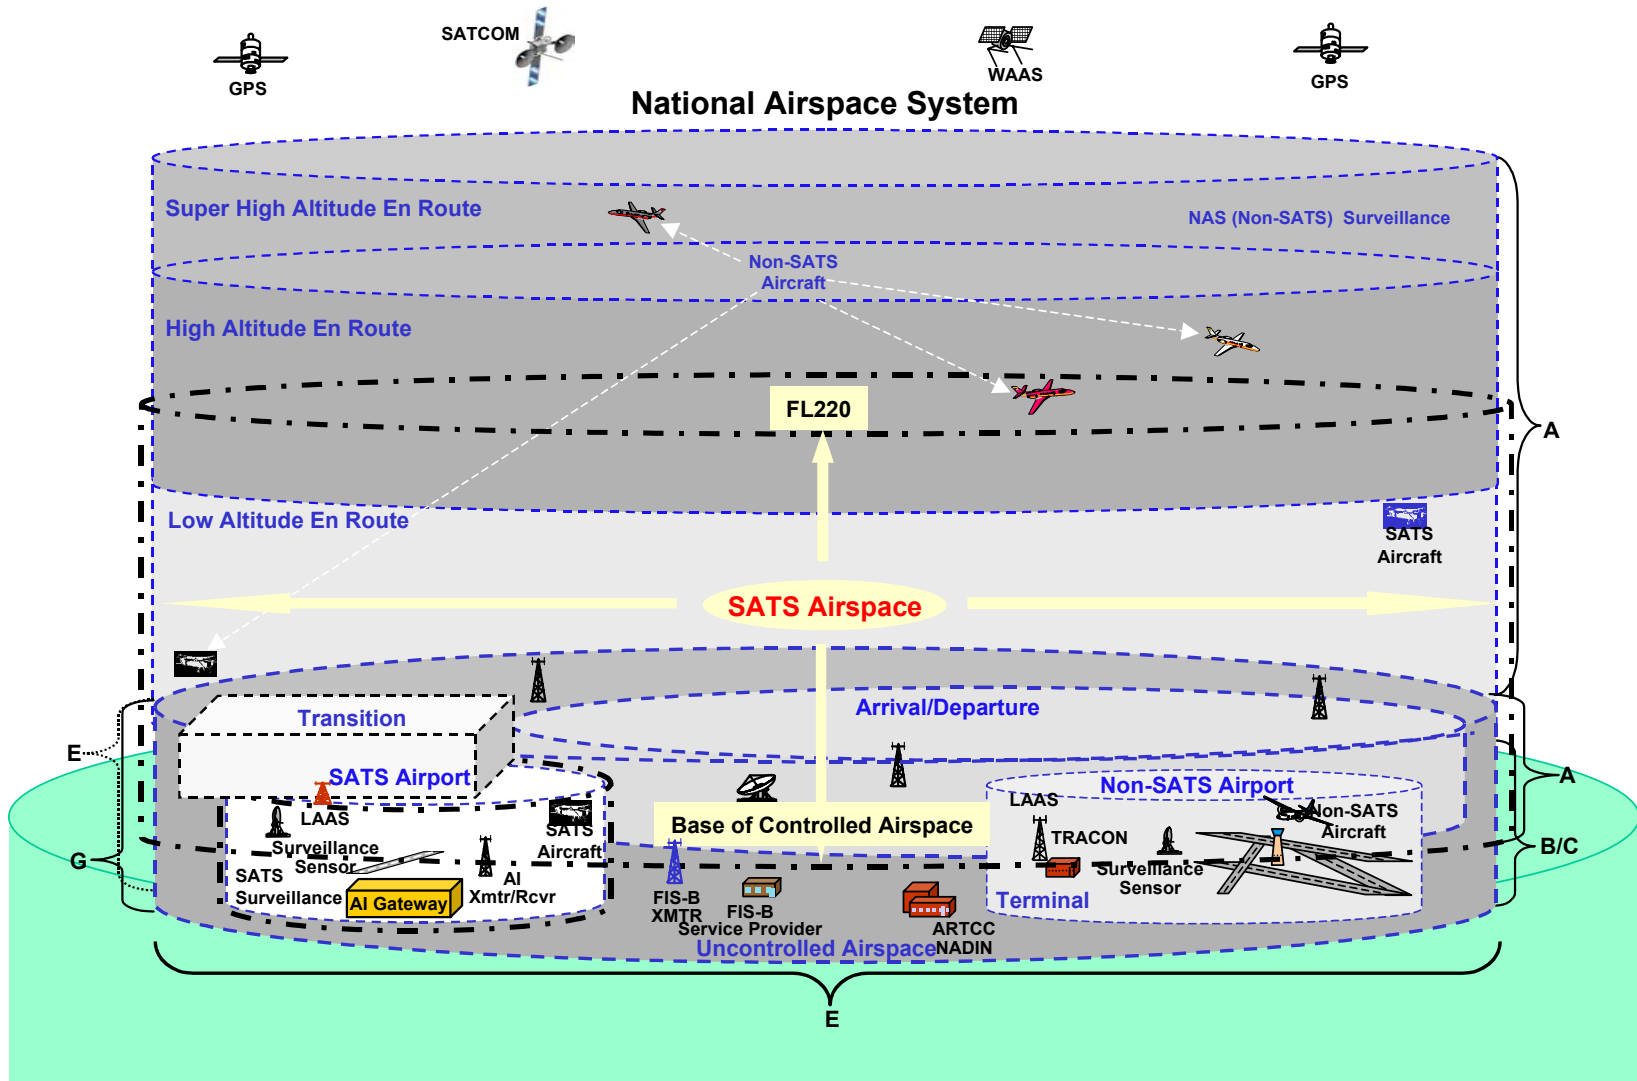 SATCOM
GPS
WAAS
GPS
National Airspace System
Super High Altitude En Route
NAS (Non-SATS) Surveillance
Non-SATS
Aircraft
High Altitude En Route
FL220
A
Low Altitude En Route
SATS
Aircraft
SATS Airspace
Transition
Arrival/Departure
E
SATS Airport
Non-SATS Airport
A
LAAS
LAAS
Non-SATS
Aircraft
SATS
Aircraft
Base of Controlled Airspace
TRACON
Surveillance
Sensor
G
B/C
SATS
Surveillance
AI
Xmtr/Rcvr
Surveillance
Sensor
AI Gateway
FIS-B
XMTR
FIS-B
Service Provider
Terminal
ARTCC
NADIN
Uncontrolled Airspace
E